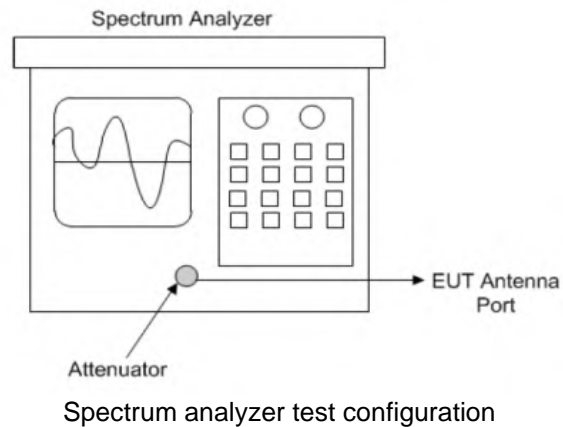 Spectrum Analyzer
EUT Antenna
Port
Attenuator
Spectrum analyzer test configuration